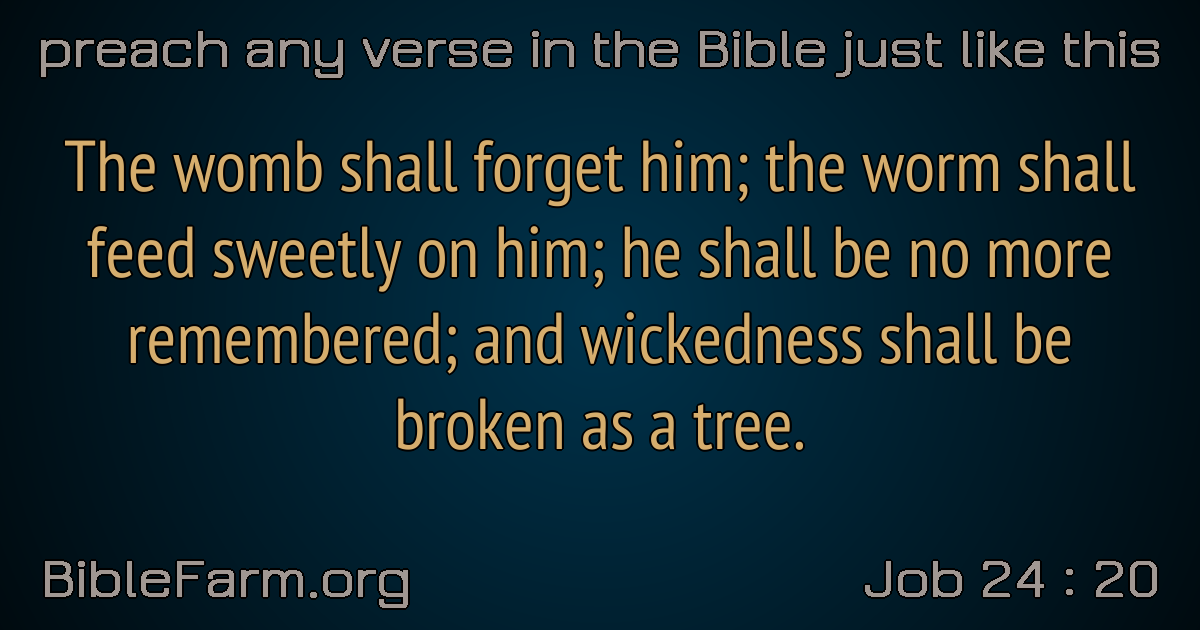 preach any verse in the Bible just like this
The womb shall forget him; the worm shall
feed sweetly on him; he shall be no more
remembered; and wickedness shall be
broken as a tree.
BibleFarm.org
Job 24 : 20